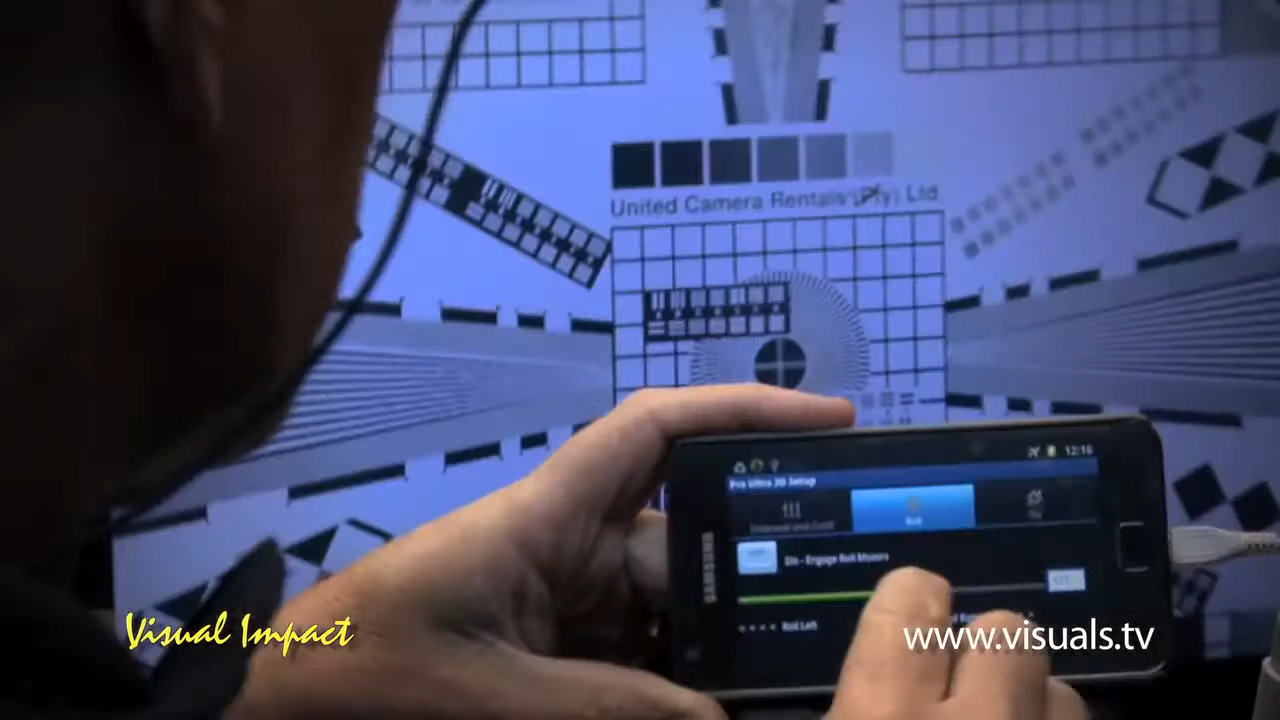 United Camera Rentals (Pty) Ltd
12:16
Pro Ultra 3D Setup
Roll
De - Engage Roll Motors
Roll Left
SAMSUNG
Visual Impact
www.visuals.tv